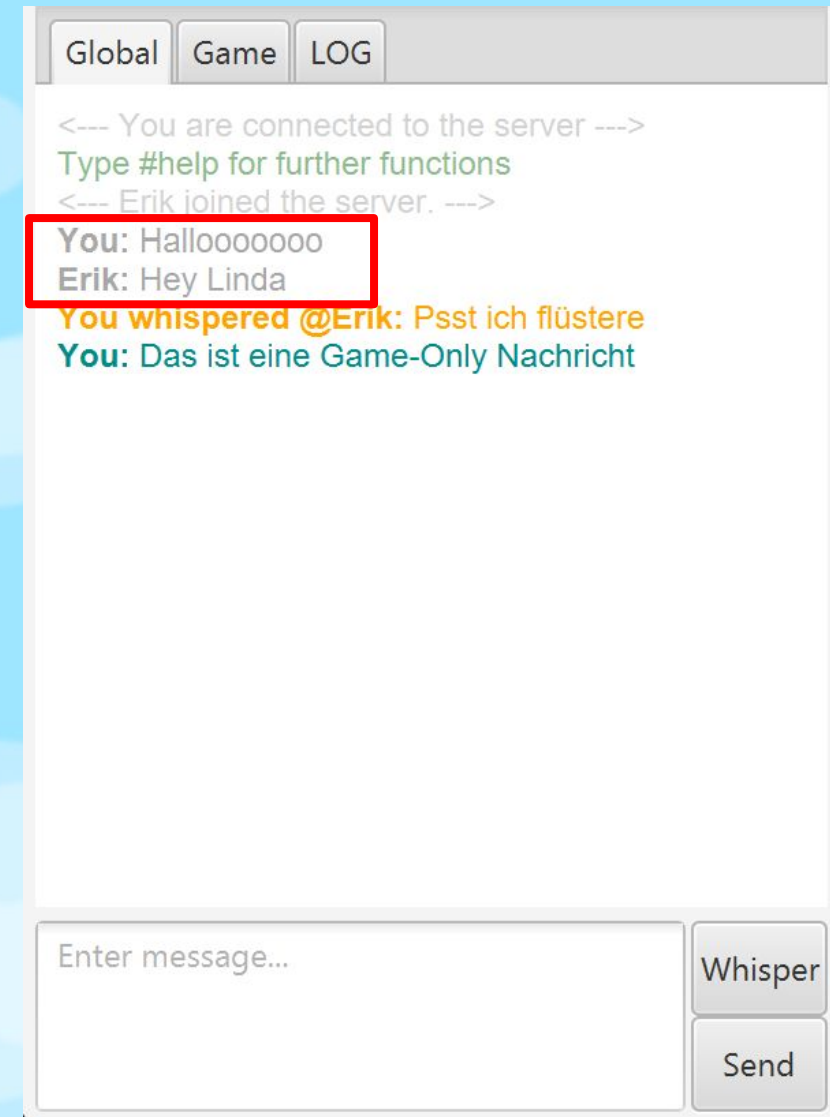 Global Game LOG
<--- You are connected to the server --->
Type #help for further functions
<--- Erik joined the server. --->
You: Hallooooooo
Erik: Hey Linda
You whispered @Erik: Psst ich flüstere
You: Das ist eine Game-Only Nachricht
Enter message...
Whisper
Send